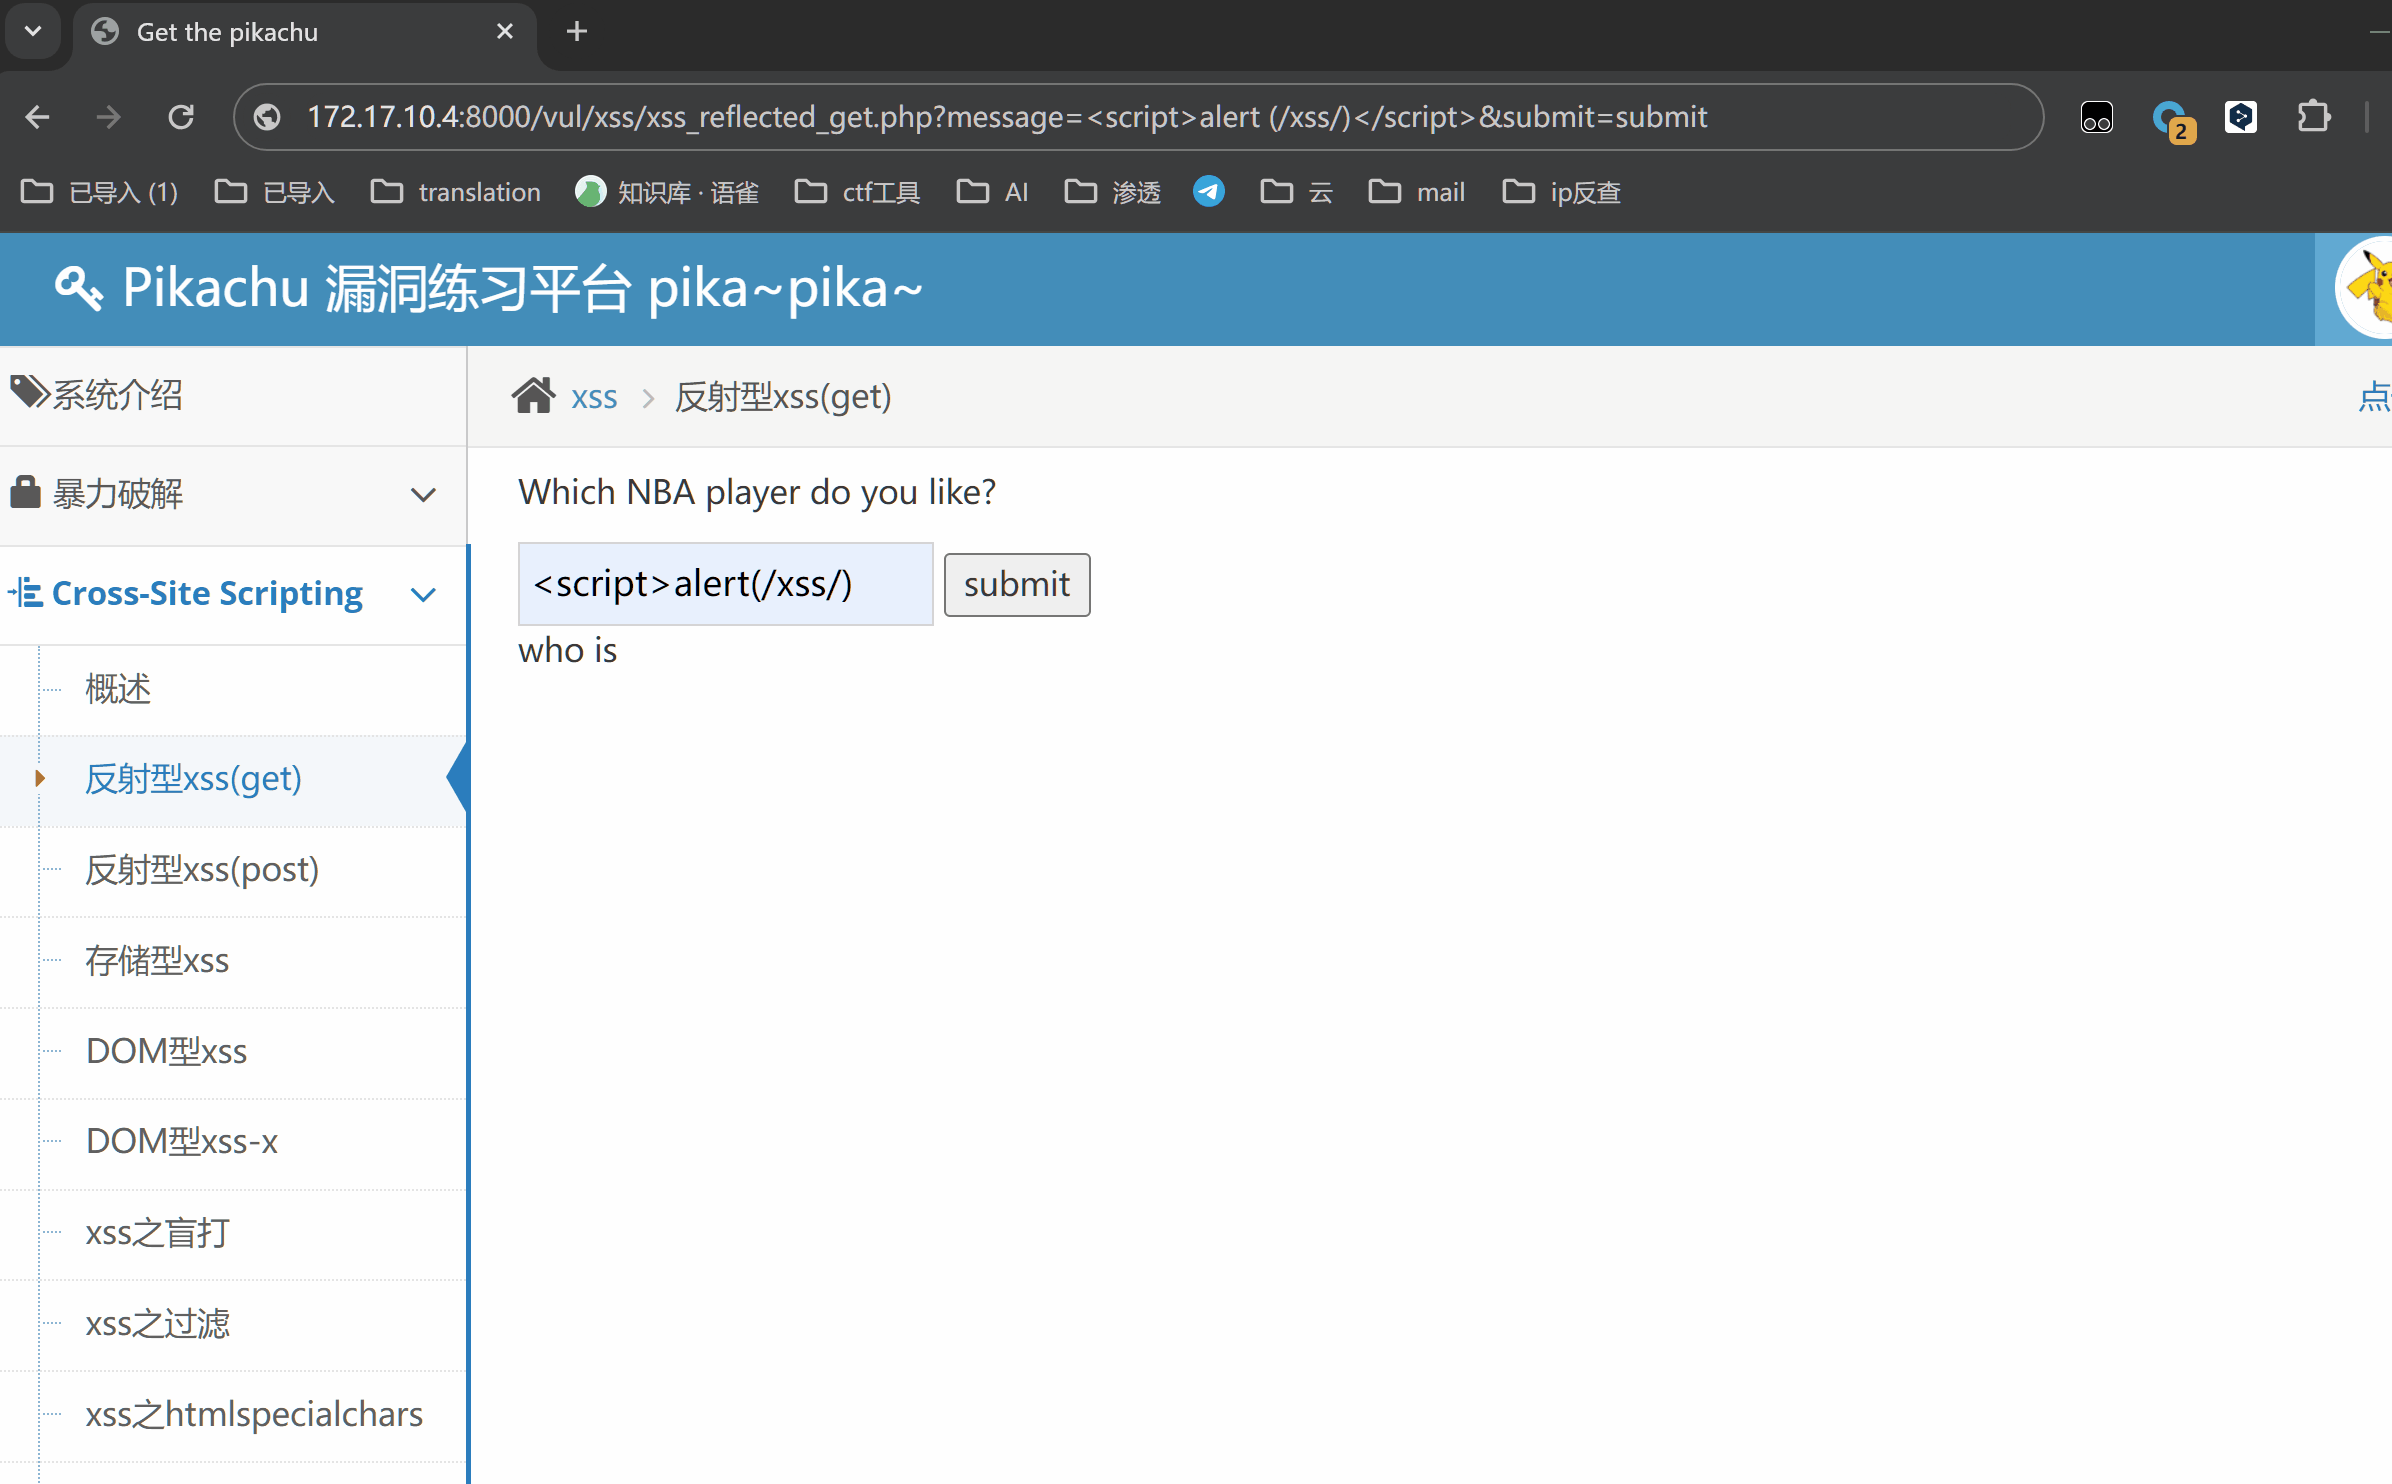 Get the pikachu
172.17.10.4:8000/vul/xss/xss_reflected_get.php?message=<script>alert (/xss/)</script>&submit=submit
2
已导入 (1) 已导入 translation 知识库 · 语雀 ctf工具 AI 渗透 云 mail ip反查
Pikachu 漏洞练习平台 pika~pika~
系统介绍
暴力破解
Cross-Site Scripting
概述
反射型xss(get)
反射型xss(post)
存储型xss
DOM型xss
DOM型xss-x
xss之盲打
xss之过滤
xss之htmlspecialchars
xss 反射型xss(get)
点
Which NBA player do you like?
<script>alert(/xss/) submit
who is